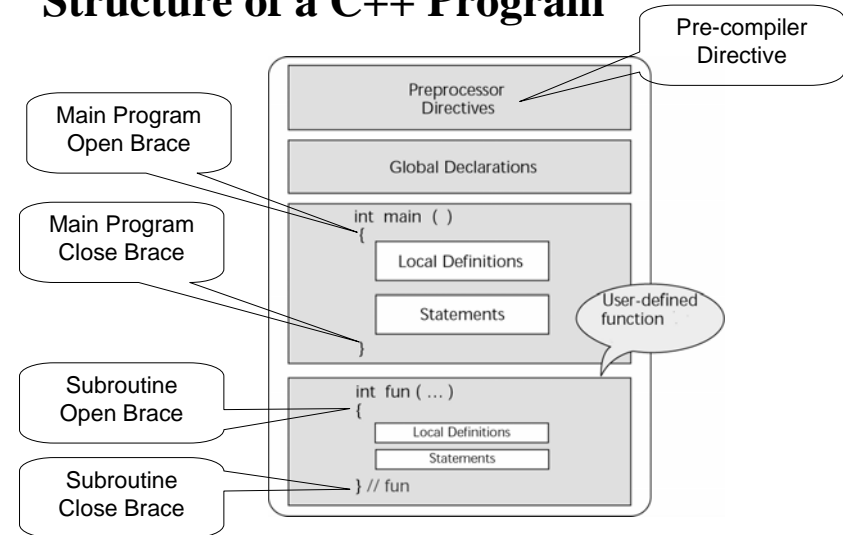 Structure of a C++ Program
Pre-compiler
Directive
Preprocessor
Directives
Main Program
Open Brace
Global Declarations
Main Program
Close Brace
int main ( )
{
Local Definitions
Statements
}
User-defined
function
Subroutine
Open Brace
int fun ( ... )
{
Local Definitions
Statements
} // fun
Subroutine
Close Brace